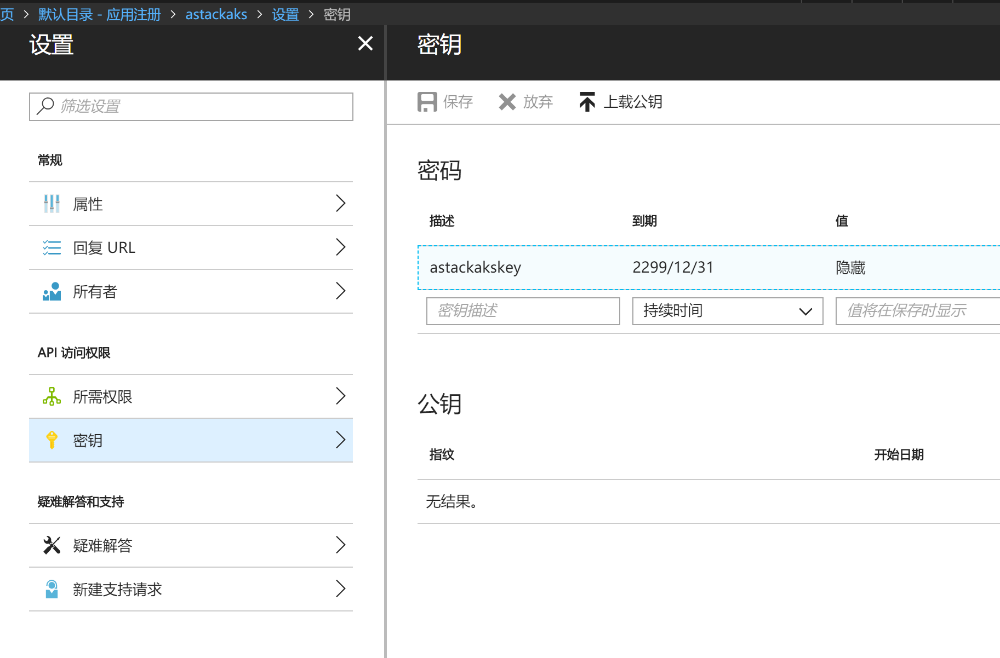 页 > 默认目录 - 应用注册 > astackaks > 设置 > 密钥
设置
筛选设置
常规
属性
回复 URL
所有者
API 访问权限
所需权限
密钥
疑难解答和支持
疑难解答
新建支持请求
密钥
保存 放弃 上载公钥
密码
描述 到期 值
astackakskey 2299/12/31 隐藏
密钥描述 持续时间 值将在保存时显示
公钥
指纹 开始日期
无结果。